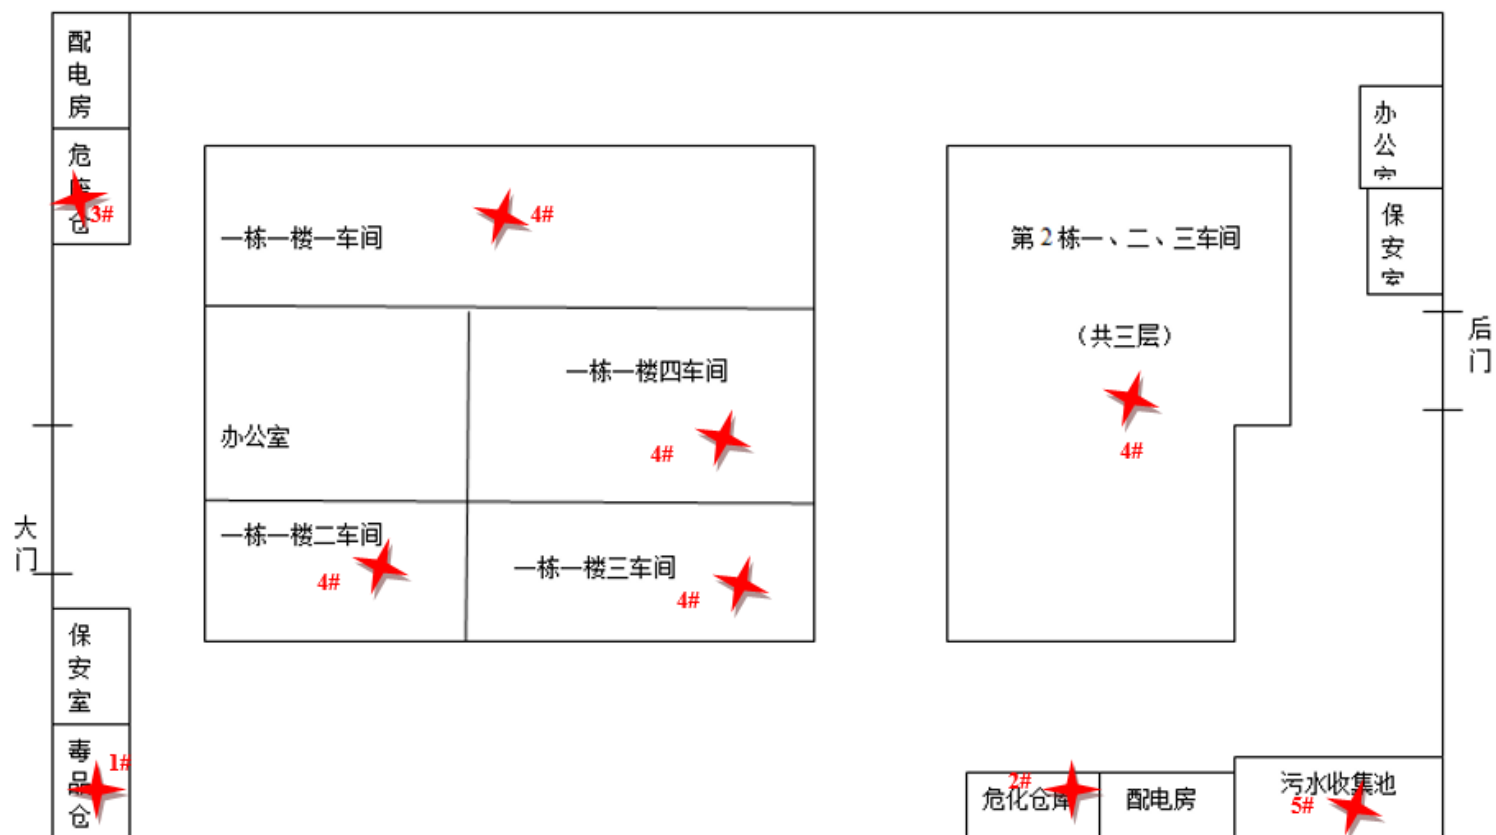 配电房
危废仓
3#
办公室
保安室
一栋一楼一车间
4#
第2栋一、二、三车间
（共三层）
4#
后门
一栋一楼四车间
4#
办公室
一栋一楼二车间
4#
一栋一楼三车间
4#
大门
保安室
毒品仓
1#
危化仓库
2#
配电房
污水收集池
5#